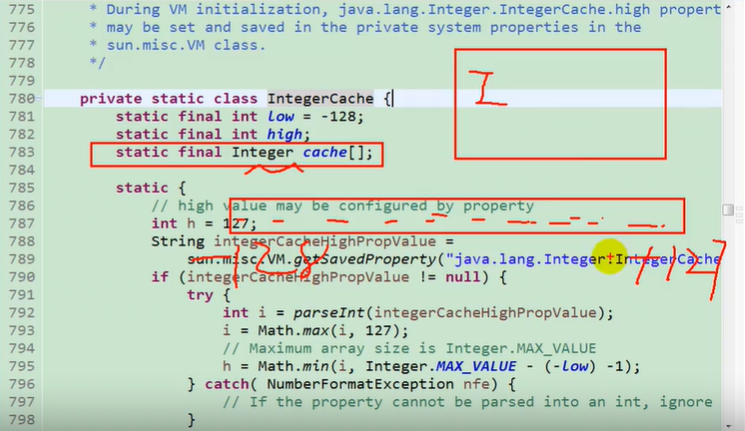 775 * During VM initialization, java.lang.Integer.IntegerCache.high propert
776 * may be set and saved in the private system properties in the
777 * sun.misc.VM class.
778 */
779
780 private static class IntegerCache {
781 static final int low = -128;
782 static final int high;
783 static final Integer cache[];
784
785 static {
786 // high value may be configured by property
787 int h = 127;
788 String integerCacheHighPropValue =
789 sun.misc.VM.getSavedProperty("java.lang.Integer.IntegerCache
790 if (integerCacheHighPropValue != null) {
791 try {
792 int i = parseInt(integerCacheHighPropValue);
793 i = Math.max(i, 127);
794 // Maximum array size is Integer.MAX_VALUE
795 h = Math.min(i, Integer.MAX_VALUE - (-low) -1);
796 } catch( NumberFormatException nfe) {
797 // If the property cannot be parsed into an int, ignore
798 }
I
-128
+127